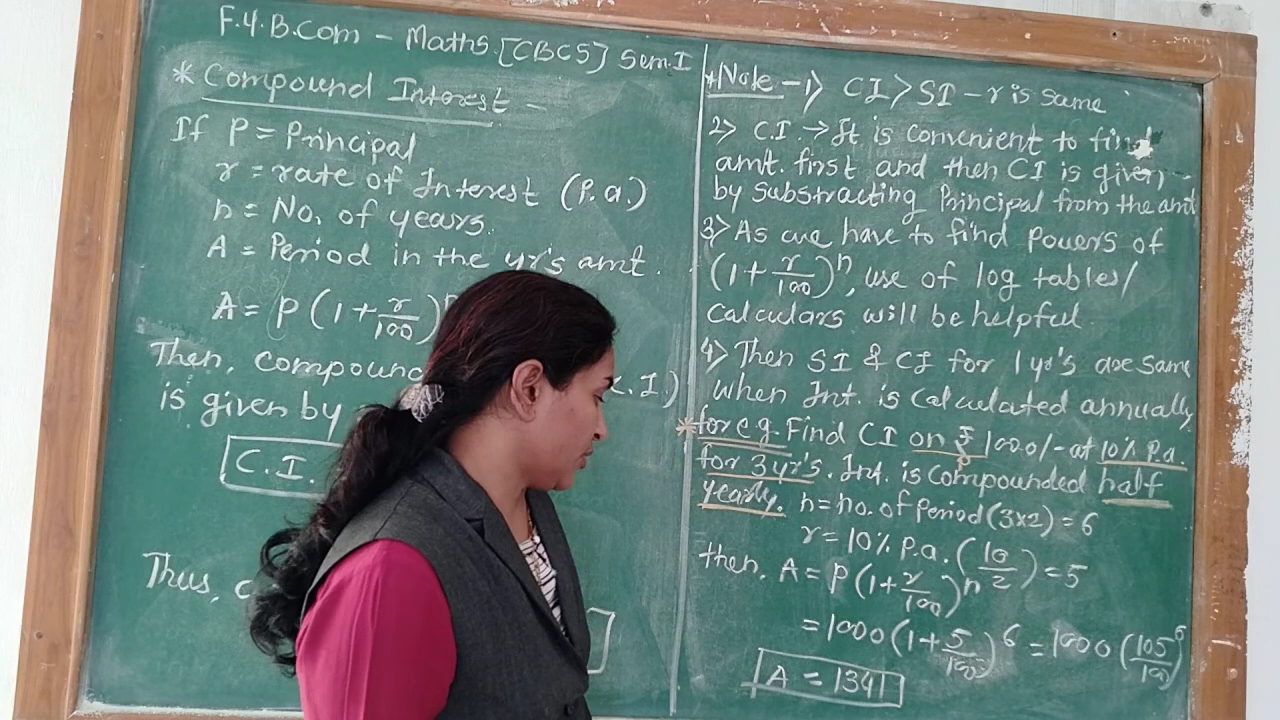 F.Y.B.Com - Maths. [CBCS] Sem. I
* Compound Interest -
If P = Principal
r = rate of Interest (P.a.)
n = No. of years.
A = Period in the yr's amt.
A = P (1 + r/100)
Then, compound C.I.)
is given by
C.I.
Thus,
* Note - 1> CI > SI - r is same
2> C.I. → It is convenient to find
amt. first and then CI is given
by substracting Principal from the amt
3> As we have to find Powers of
(1 + r/100)^n, use of log tables/
calculars will be helpful.
4> Then SI & CI for 1 yr's are same
when Int. is calculated annually
* for e.g. Find CI on ₹ 1000/- at 10% P.a.
for 3 yr's. Int. is compounded half
yearly. n = no. of Period (3×2) = 6
r = 10% P.a. (10/2) = 5
then, A = P (1 + r/100)^n
= 1000 (1 + 5/100)^6 = 1000 (105/100)^6
A = 1341